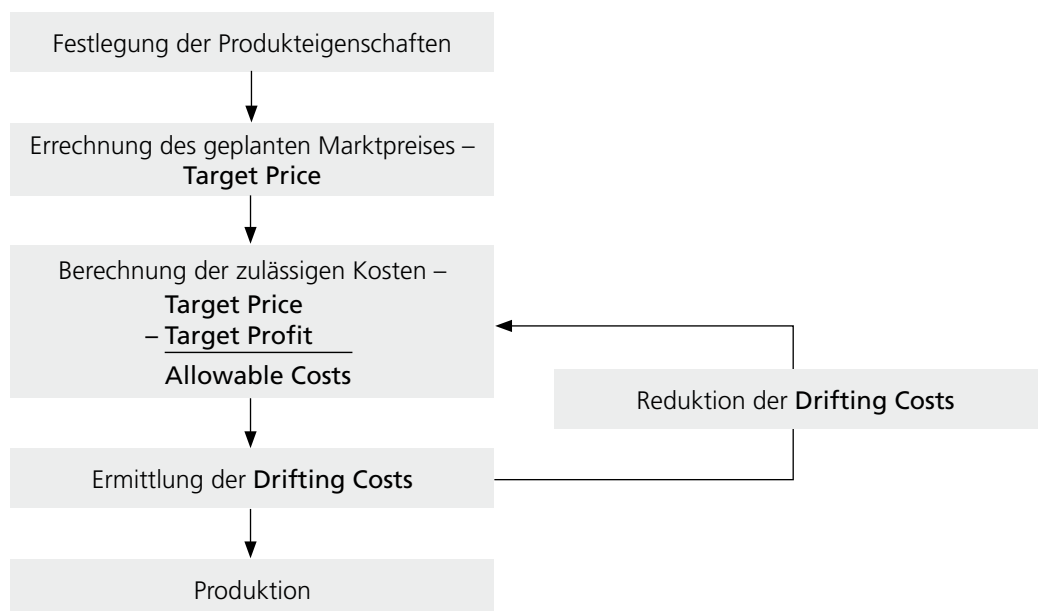 Festlegung der Produkteigenschaften
Errechnung des geplanten Marktpreises –
Target Price
Berechnung der zulässigen Kosten –
Target Price
– Target Profit
Allowable Costs
Reduktion der Drifting Costs
Ermittlung der Drifting Costs
Produktion